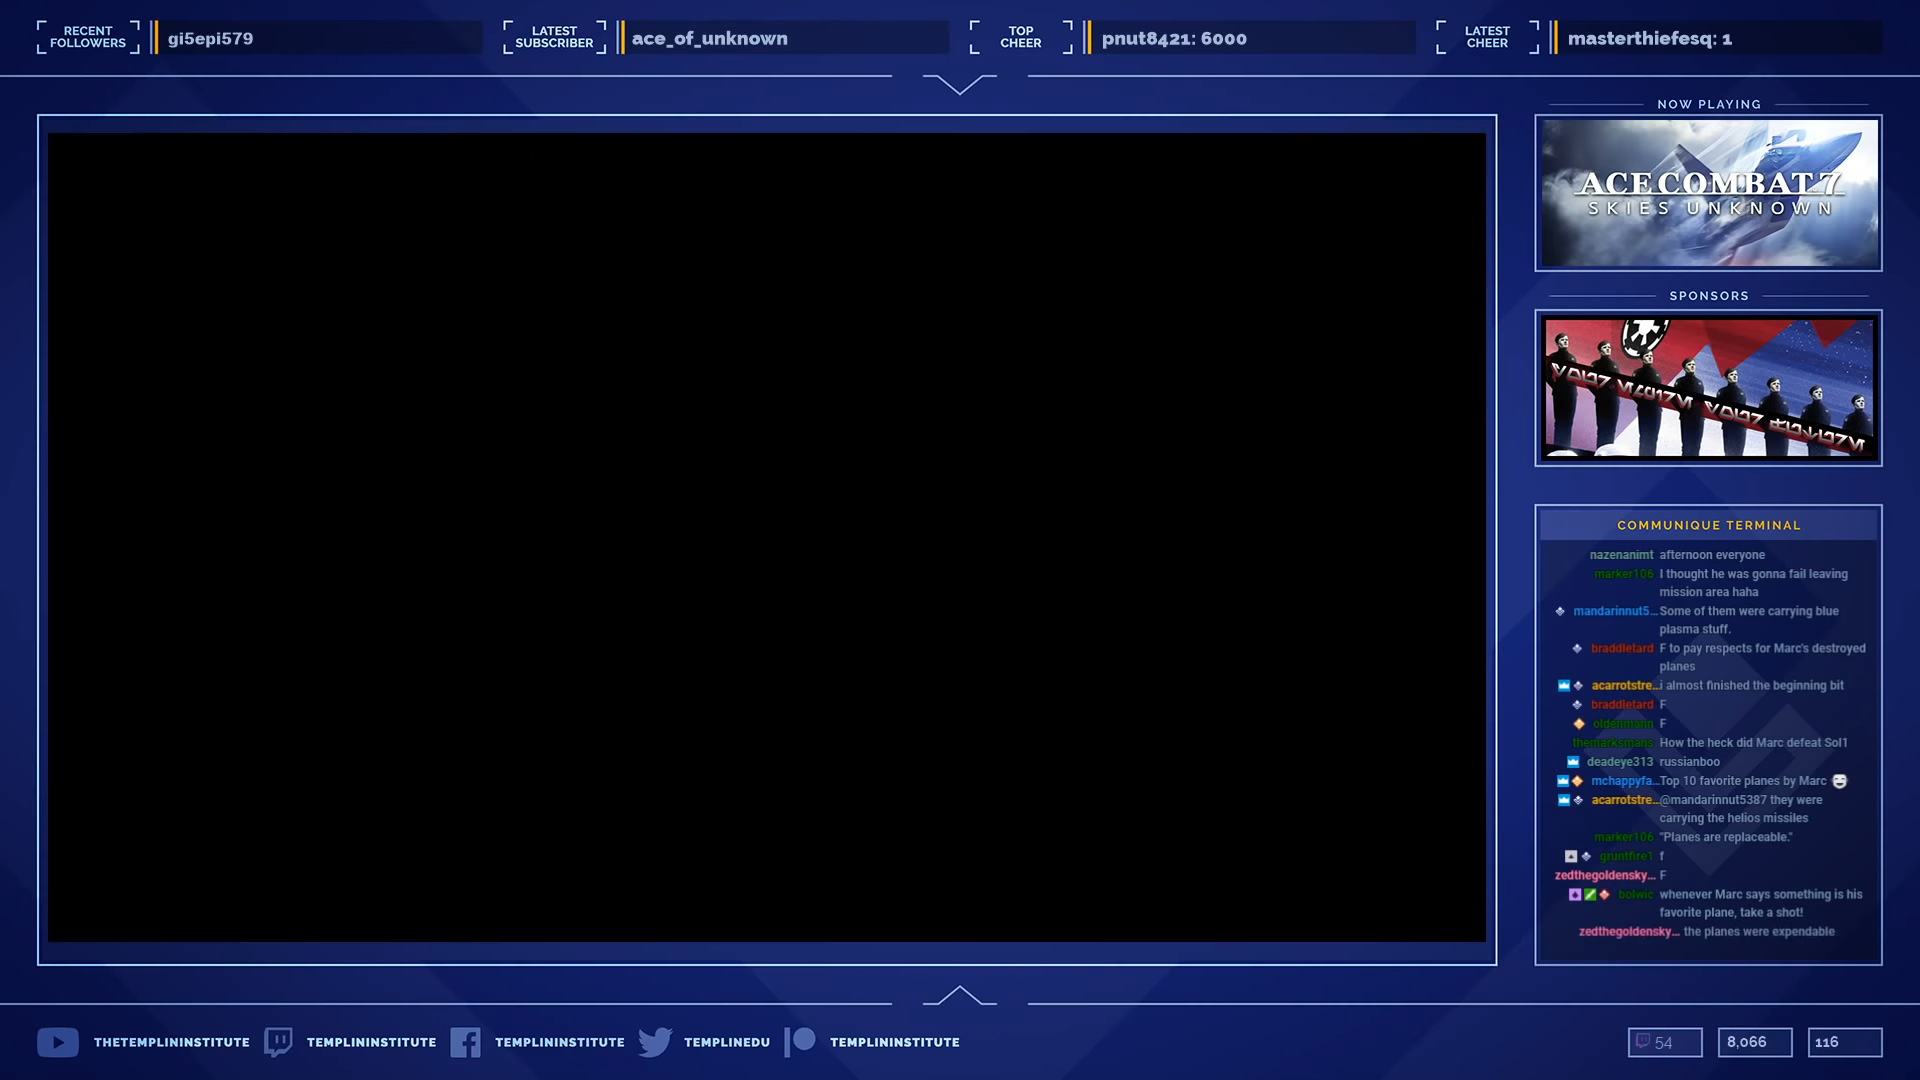 RECENT
FOLLOWERS
gi5epi579
LATEST
SUBSCRIBER
ace_of_unknown
TOP
CHEER
pnut8421: 6000
LATEST
CHEER
masterthiefesq: 1
NOW PLAYING
ACE COMBAT 7
SKIES UNKNOWN
SPONSORS
COMMUNIQUE TERMINAL
nazenanimt afternoon everyone
marker106 I thought he was gonna fail leaving
mission area haha
mandarinnut5... Some of them were carrying blue
plasma stuff.
braddletard F to pay respects for Marc's destroyed
planes
acarrotstre... i almost finished the beginning bit
braddletard F
oldenmann F
themarksmans How the heck did Marc defeat Sol1
deadeye313 russianboo
mchappyfa... Top 10 favorite planes by Marc
acarrotstre... @mandarinnut5387 they were
carrying the helios missiles
marker106 "Planes are replaceable."
gruntfire1 f
zedthegoldensky... F
bolwic whenever Marc says something is his
favorite plane, take a shot!
zedthegoldensky... the planes were expendable
THETEMPLININSTITUTE
TEMPLININSTITUTE
TEMPLININSTITUTE
TEMPLINEDU
TEMPLININSTITUTE
54
8,066
116